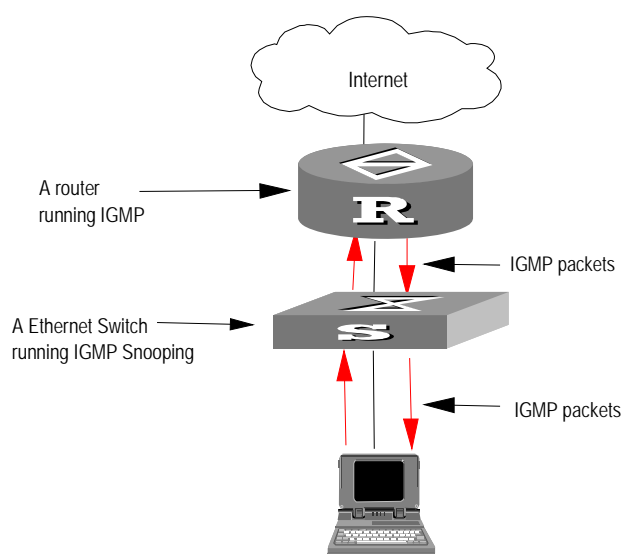 Internet
A router
running IGMP
R
IGMP packets
A Ethernet Switch
running IGMP Snooping
S
IGMP packets